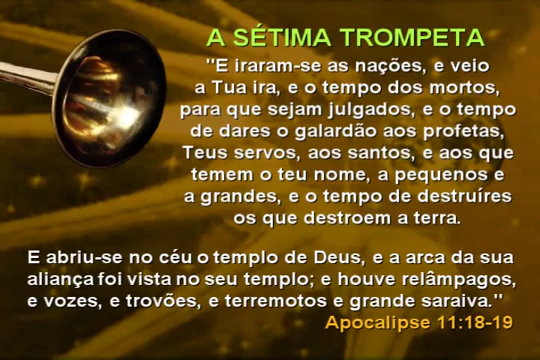 A SÉTIMA TROMPETA
"E iraram-se as nações, e veio
a Tua ira, e o tempo dos mortos,
para que sejam julgados, e o tempo
de dares o galardão aos profetas,
Teus servos, aos santos, e aos que
temem o teu nome, a pequenos e
a grandes, e o tempo de destruíres
os que destroem a terra.
E abriu-se no céu o templo de Deus, e a arca da sua
aliança foi vista no seu templo; e houve relâmpagos,
e vozes, e trovões, e terremotos e grande saraiva."
Apocalipse 11:18-19